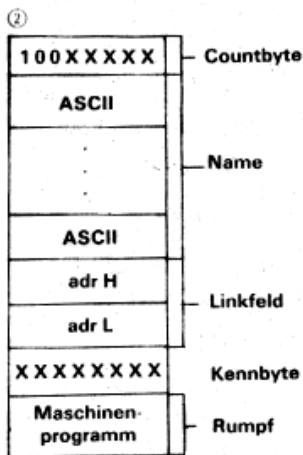 ②
100XXXXX Countbyte
ASCII
.
.
.
Name
ASCII
adr H
adr L
Linkfeld
XXXXXXXX Kennbyte
Maschinen-
programm
Rumpf